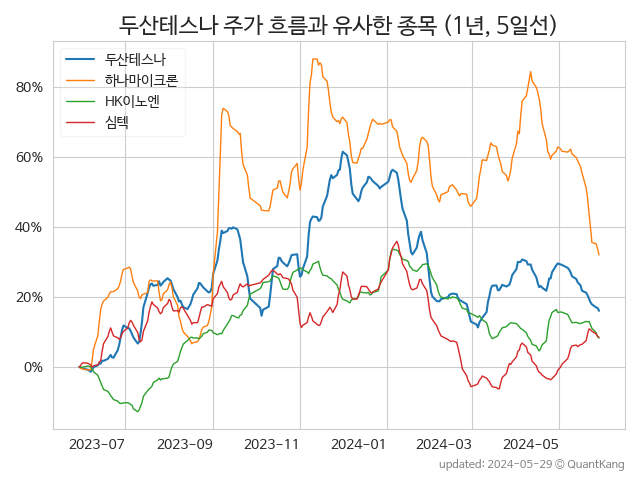 두산테스나 주가 흐름과 유사한 종목 (1년, 5일선)
두산테스나
하나마이크론
HK이노엔
심텍
80%
60%
40%
20%
0%
2023-07 2023-09 2023-11 2024-01 2024-03 2024-05
updated: 2024-05-29 © QuantKang